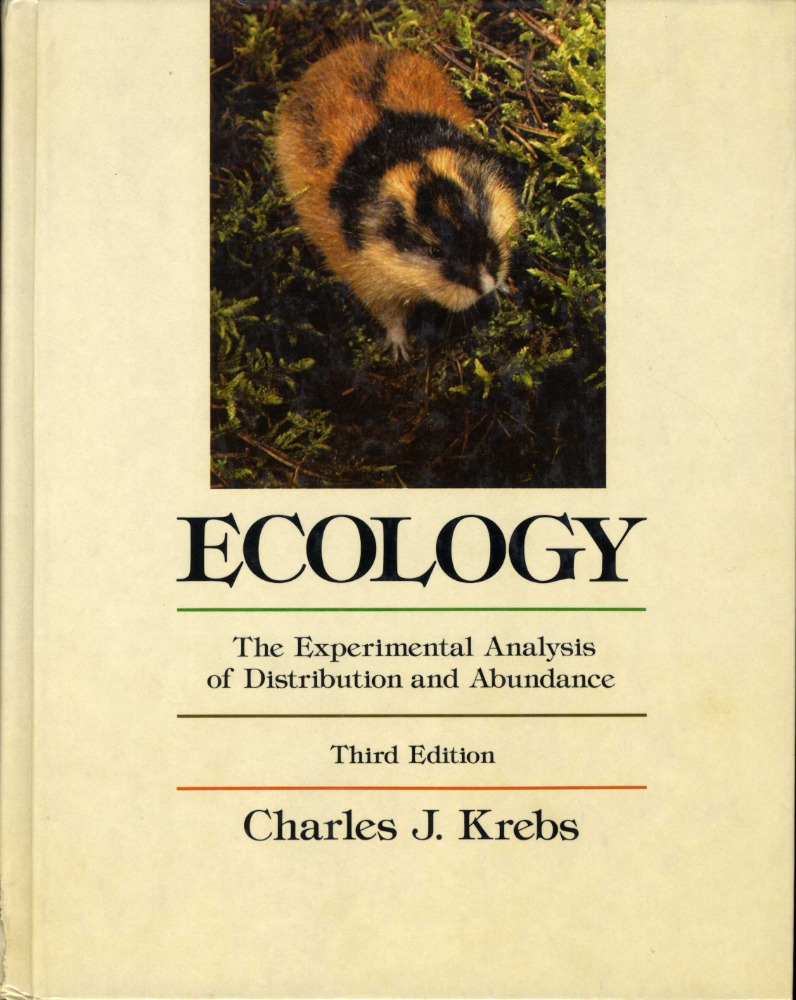 ECOLOGY
The Experimental Analysis
of Distribution and Abundance
Third Edition
Charles J. Krebs